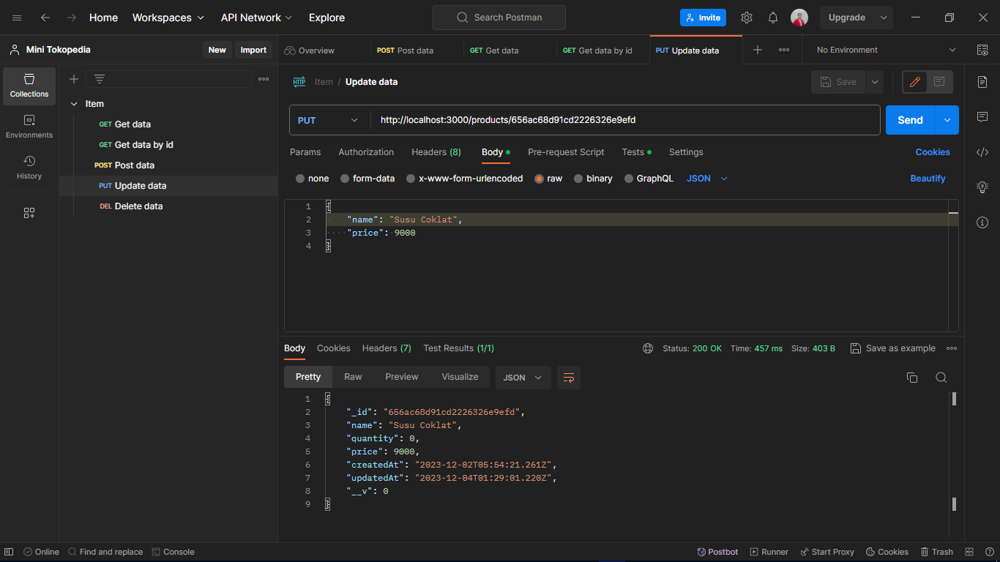 Home Workspaces API Network Explore Search Postman Invite Upgrade
Mini Tokopedia New Import Overview POST Post data GET Get data GET Get data by id PUT Update data No Environment
Collections
Environments
History
Item
GET Get data
GET Get data by id
POST Post data
PUT Update data
DEL Delete data
HTTP Item / Update data Save
PUT http://localhost:3000/products/656ac68d91cd2226326e9efd Send
Params Authorization Headers (8) Body Pre-request Script Tests Settings Cookies
none form-data x-www-form-urlencoded raw binary GraphQL JSON Beautify
1 {
2 "name": "Susu Coklat",
3 "price": 9000
4 }
Body Cookies Headers (7) Test Results (1/1) Status: 200 OK Time: 457 ms Size: 403 B Save as example
Pretty Raw Preview Visualize JSON
1 {
2 "_id": "656ac68d91cd2226326e9efd",
3 "name": "Susu Coklat",
4 "quantity": 0,
5 "price": 9000,
6 "createdAt": "2023-12-02T05:54:21.261Z",
7 "updatedAt": "2023-12-04T01:29:01.220Z",
8 "__v": 0
9 }
Online Find and replace Console Postbot Runner Start Proxy Cookies Trash